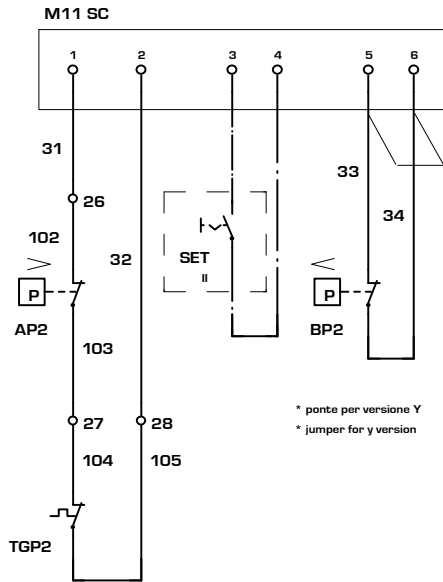 M11 SC
1 2 3 4 5 6
31
33
26
102
32
34
SET
II
P
AP2
P
BP2
103
* ponte per versione Y
* jumper for y version
27
28
104
105
TGP2